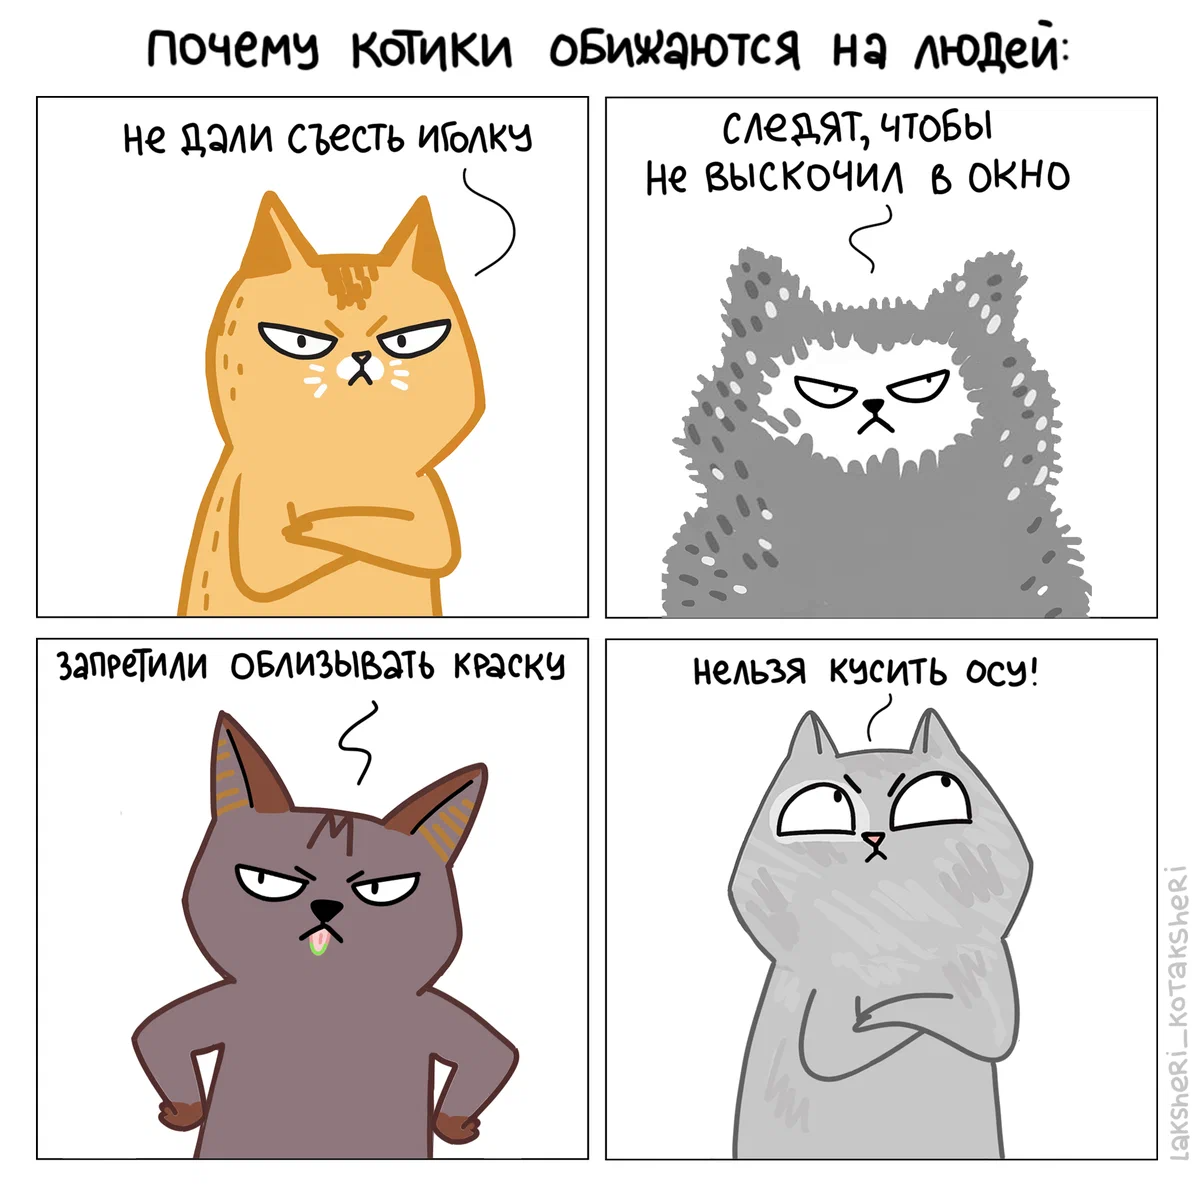 почему котики обижаются на людей:
не дали съесть иголку
следят, чтобы
не выскочил в окно
запретили облизывать краску
нельзя кусить осу!
laksheri_kotaksheri